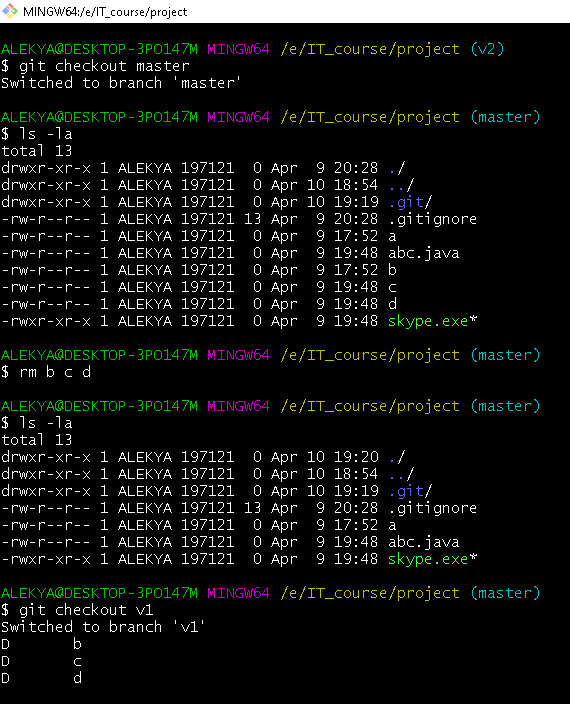 MINGW64:/e/IT_course/project
ALEKYA@DESKTOP-3PO147M MINGW64 /e/IT_course/project (v2)
$ git checkout master
Switched to branch 'master'
ALEKYA@DESKTOP-3PO147M MINGW64 /e/IT_course/project (master)
$ ls -la
total 13
drwxr-xr-x 1 ALEKYA 197121  0 Apr  9 20:28 ./
drwxr-xr-x 1 ALEKYA 197121  0 Apr 10 18:54 ../
drwxr-xr-x 1 ALEKYA 197121  0 Apr 10 19:19 .git/
-rw-r--r-- 1 ALEKYA 197121 13 Apr  9 20:28 .gitignore
-rw-r--r-- 1 ALEKYA 197121  0 Apr  9 17:52 a
-rw-r--r-- 1 ALEKYA 197121  0 Apr  9 19:48 abc.java
-rw-r--r-- 1 ALEKYA 197121  0 Apr  9 17:52 b
-rw-r--r-- 1 ALEKYA 197121  0 Apr  9 19:48 c
-rw-r--r-- 1 ALEKYA 197121  0 Apr  9 19:48 d
-rwxr-xr-x 1 ALEKYA 197121  0 Apr  9 19:48 skype.exe*
ALEKYA@DESKTOP-3PO147M MINGW64 /e/IT_course/project (master)
$ rm b c d
ALEKYA@DESKTOP-3PO147M MINGW64 /e/IT_course/project (master)
$ ls -la
total 13
drwxr-xr-x 1 ALEKYA 197121  0 Apr 10 19:20 ./
drwxr-xr-x 1 ALEKYA 197121  0 Apr 10 18:54 ../
drwxr-xr-x 1 ALEKYA 197121  0 Apr 10 19:19 .git/
-rw-r--r-- 1 ALEKYA 197121 13 Apr  9 20:28 .gitignore
-rw-r--r-- 1 ALEKYA 197121  0 Apr  9 17:52 a
-rw-r--r-- 1 ALEKYA 197121  0 Apr  9 19:48 abc.java
-rwxr-xr-x 1 ALEKYA 197121  0 Apr  9 19:48 skype.exe*
ALEKYA@DESKTOP-3PO147M MINGW64 /e/IT_course/project (master)
$ git checkout v1
Switched to branch 'v1'
D       b
D       c
D       d